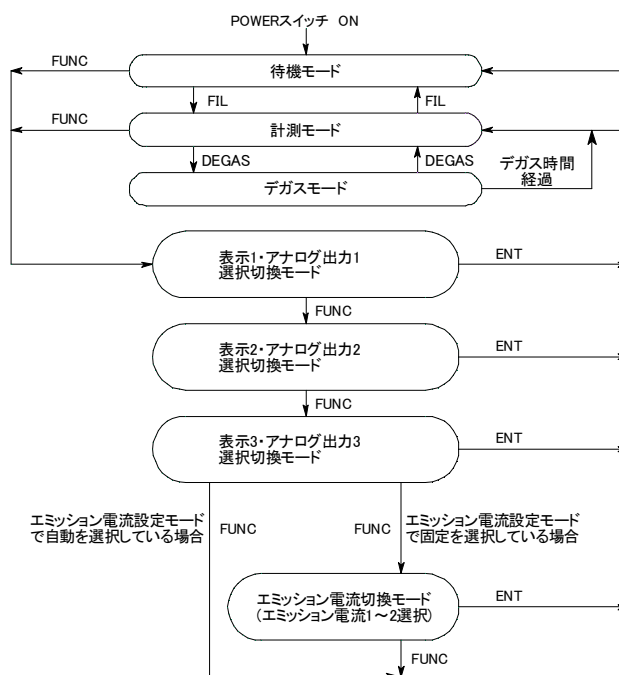 POWERスイッチ ON
FUNC
待機モード
FIL
FIL
FUNC
計測モード
DEGAS
DEGAS
デガス時間
経過
デガスモード
表示1・アナログ出力1
選択切換モード
ENT
FUNC
表示2・アナログ出力2
選択切換モード
ENT
FUNC
表示3・アナログ出力3
選択切換モード
ENT
エミッション電流設定モード
で自動を選択している場合
FUNC
FUNC
エミッション電流設定モード
で固定を選択している場合
エミッション電流切換モード
(エミッション電流1～2選択)
ENT
FUNC